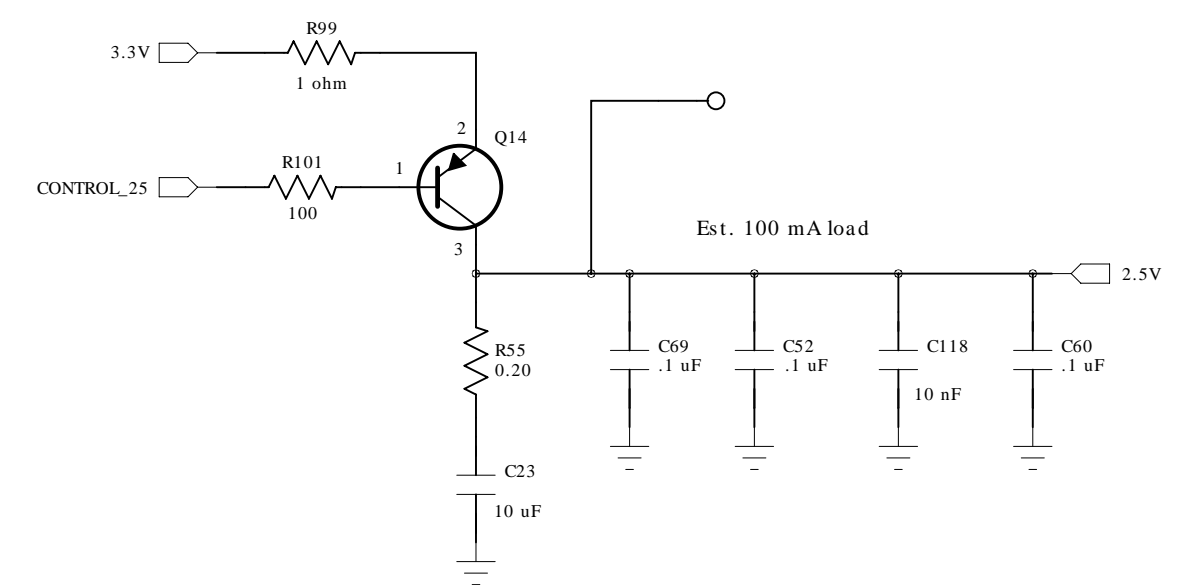 R99
3.3V
1 ohm
2
Q14
R101
1
CONTROL_25
100
3
Est. 100 mA load
2.5V
R55
0.20
C69
.1 uF
C52
.1 uF
C118
10 nF
C60
.1 uF
C23
10 uF